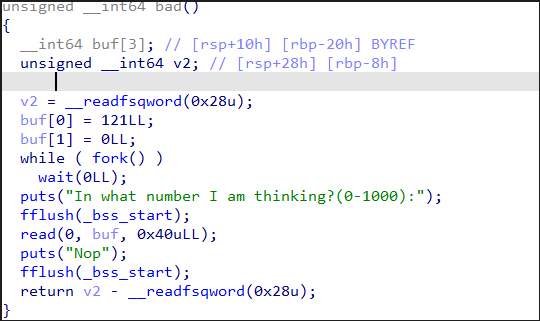 unsigned __int64 bad()
{
  __int64 buf[3]; // [rsp+10h] [rbp-20h] BYREF
  unsigned __int64 v2; // [rsp+28h] [rbp-8h]

  v2 = __readfsqword(0x28u);
  buf[0] = 121LL;
  buf[1] = 0LL;
  while ( fork() )
    wait(0LL);
  puts("In what number I am thinking?(0-1000):");
  fflush(_bss_start);
  read(0, buf, 0x40uLL);
  puts("Nop");
  fflush(_bss_start);
  return v2 - __readfsqword(0x28u);
}